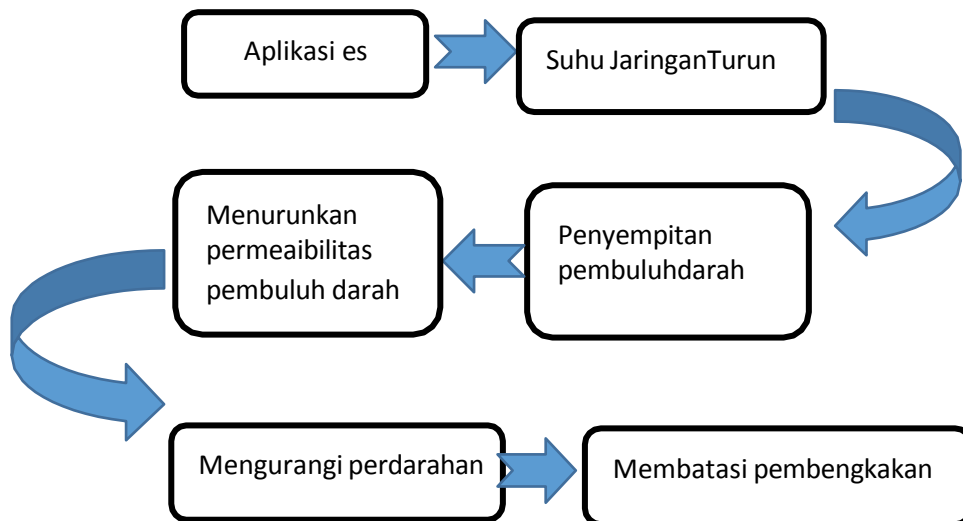 Aplikasi es
Suhu JaringanTurun
Penyempitan
pembuluhdarah
Menurunkan
permeaibilitas
pembuluh darah
Mengurangi perdarahan
Membatasi pembengkakan